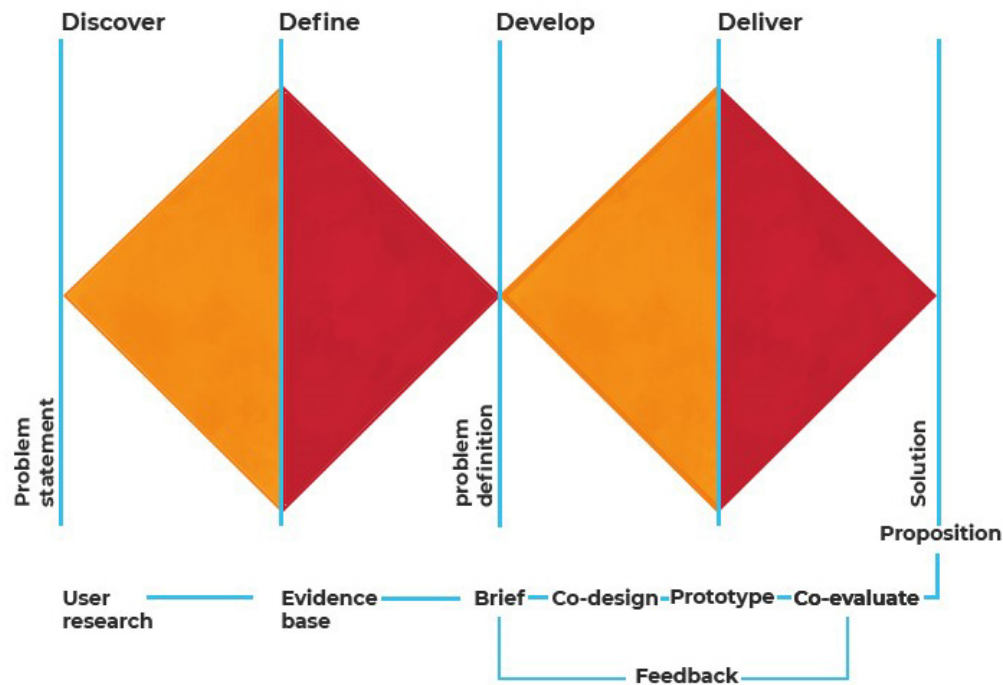 Discover
Define
Develop
Deliver
Problem
statement
problem
definition
Solution
Proposition
User
research
Evidence
base
Brief
Co-design
Prototype
Co-evaluate
Feedback